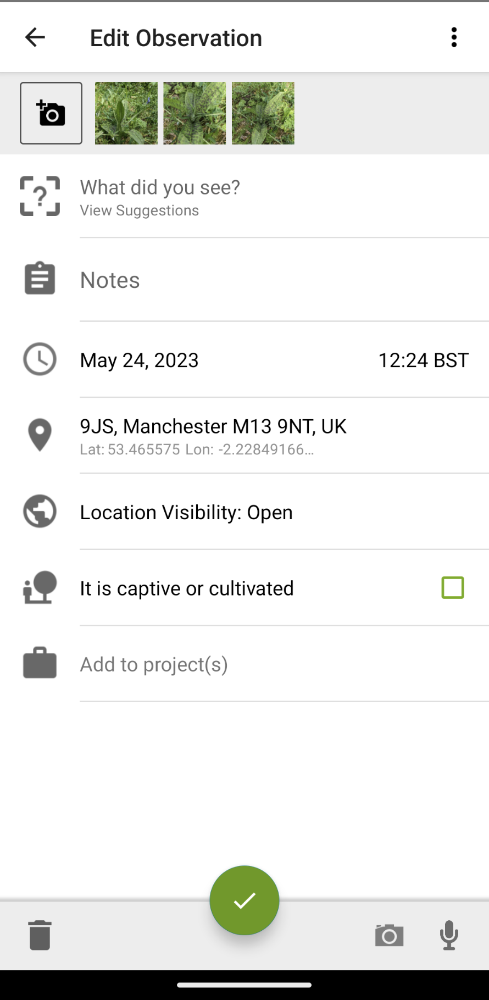 Edit Observation
What did you see?
View Suggestions
Notes
May 24, 2023 12:24 BST
9JS, Manchester M13 9NT, UK
Lat: 53.465575 Lon: -2.22849166...
Location Visibility: Open
It is captive or cultivated
Add to project(s)